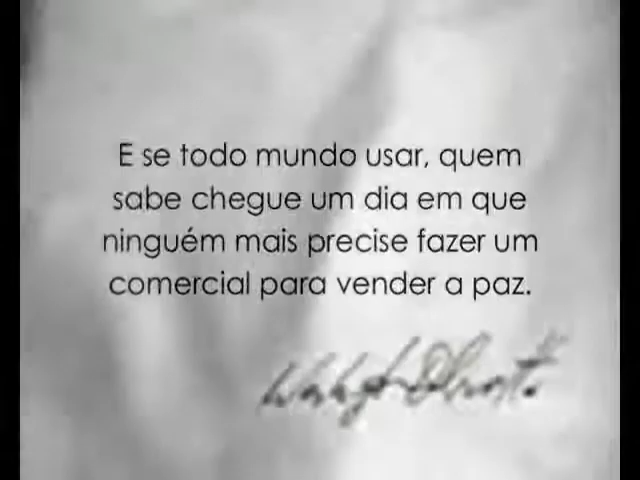 E se todo mundo usar, quem
sabe chegue um dia em que
ninguém mais precise fazer um
comercial para vender a paz.